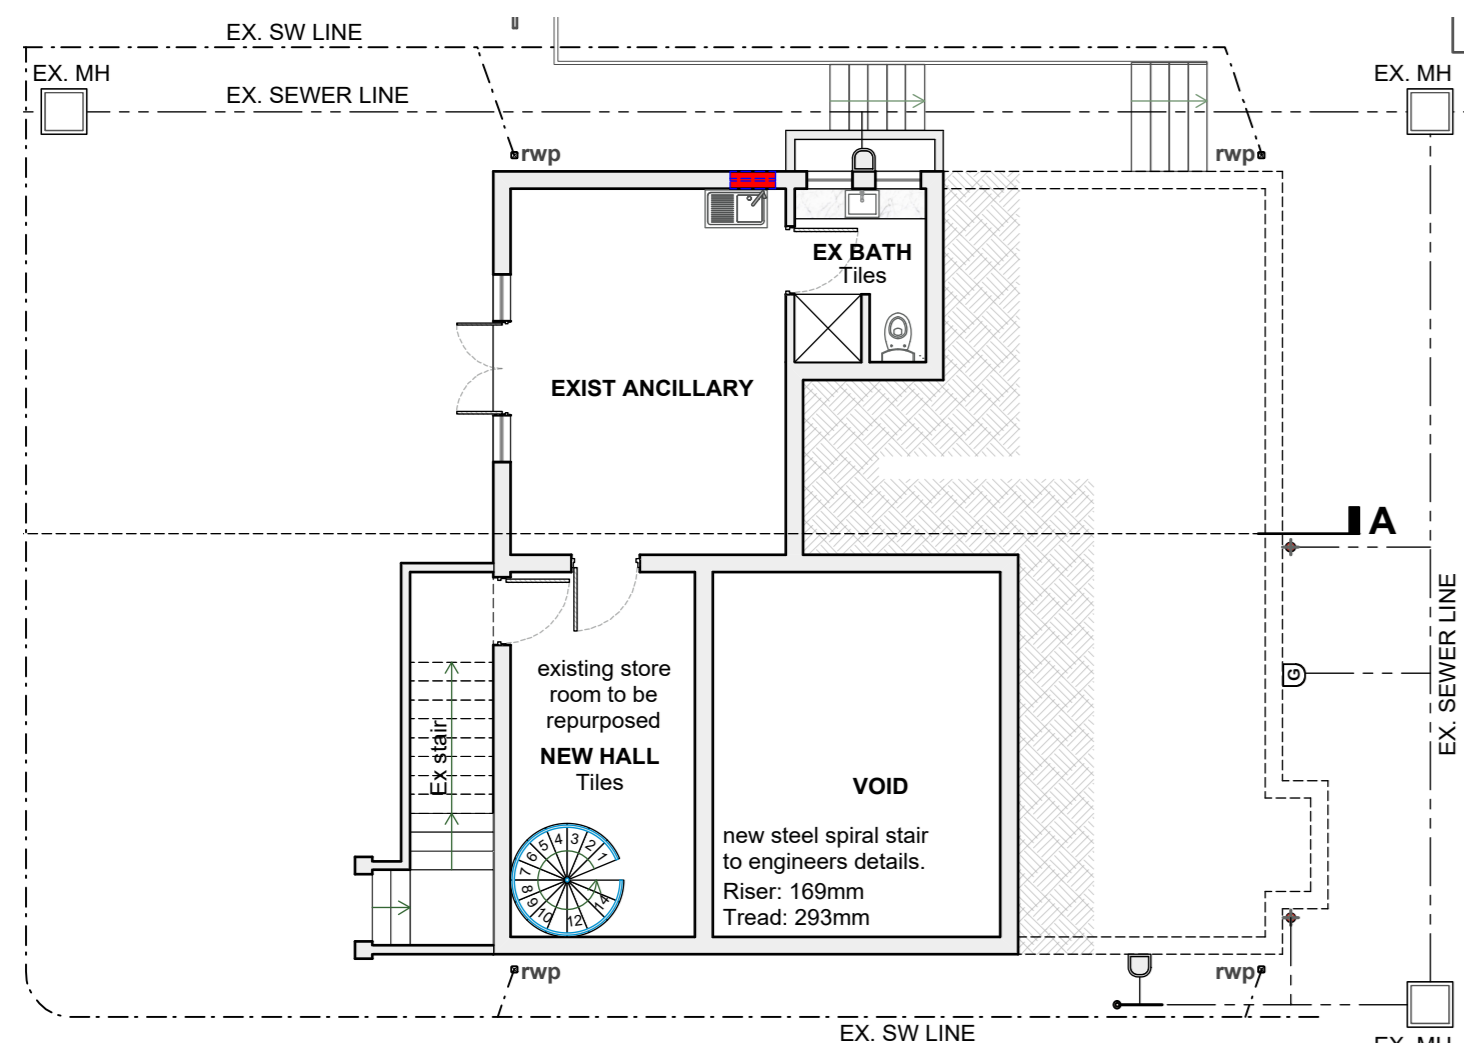 EX. SW LINE
EX. MH
EX. SEWER LINE
EX. MH
rwp
rwp
EX BATH
Tiles
EXIST ANCILLARY
A
EX. SEWER LINE
G
existing store
room to be
repurposed
NEW HALL
Tiles
Ex stair
VOID
new steel spiral stair
to engineers details.
Riser: 169mm
Tread: 293mm
1
2
3
4
5
6
7
8
9
10
12
14
rwp
rwp
EX. SW LINE
EX. MH